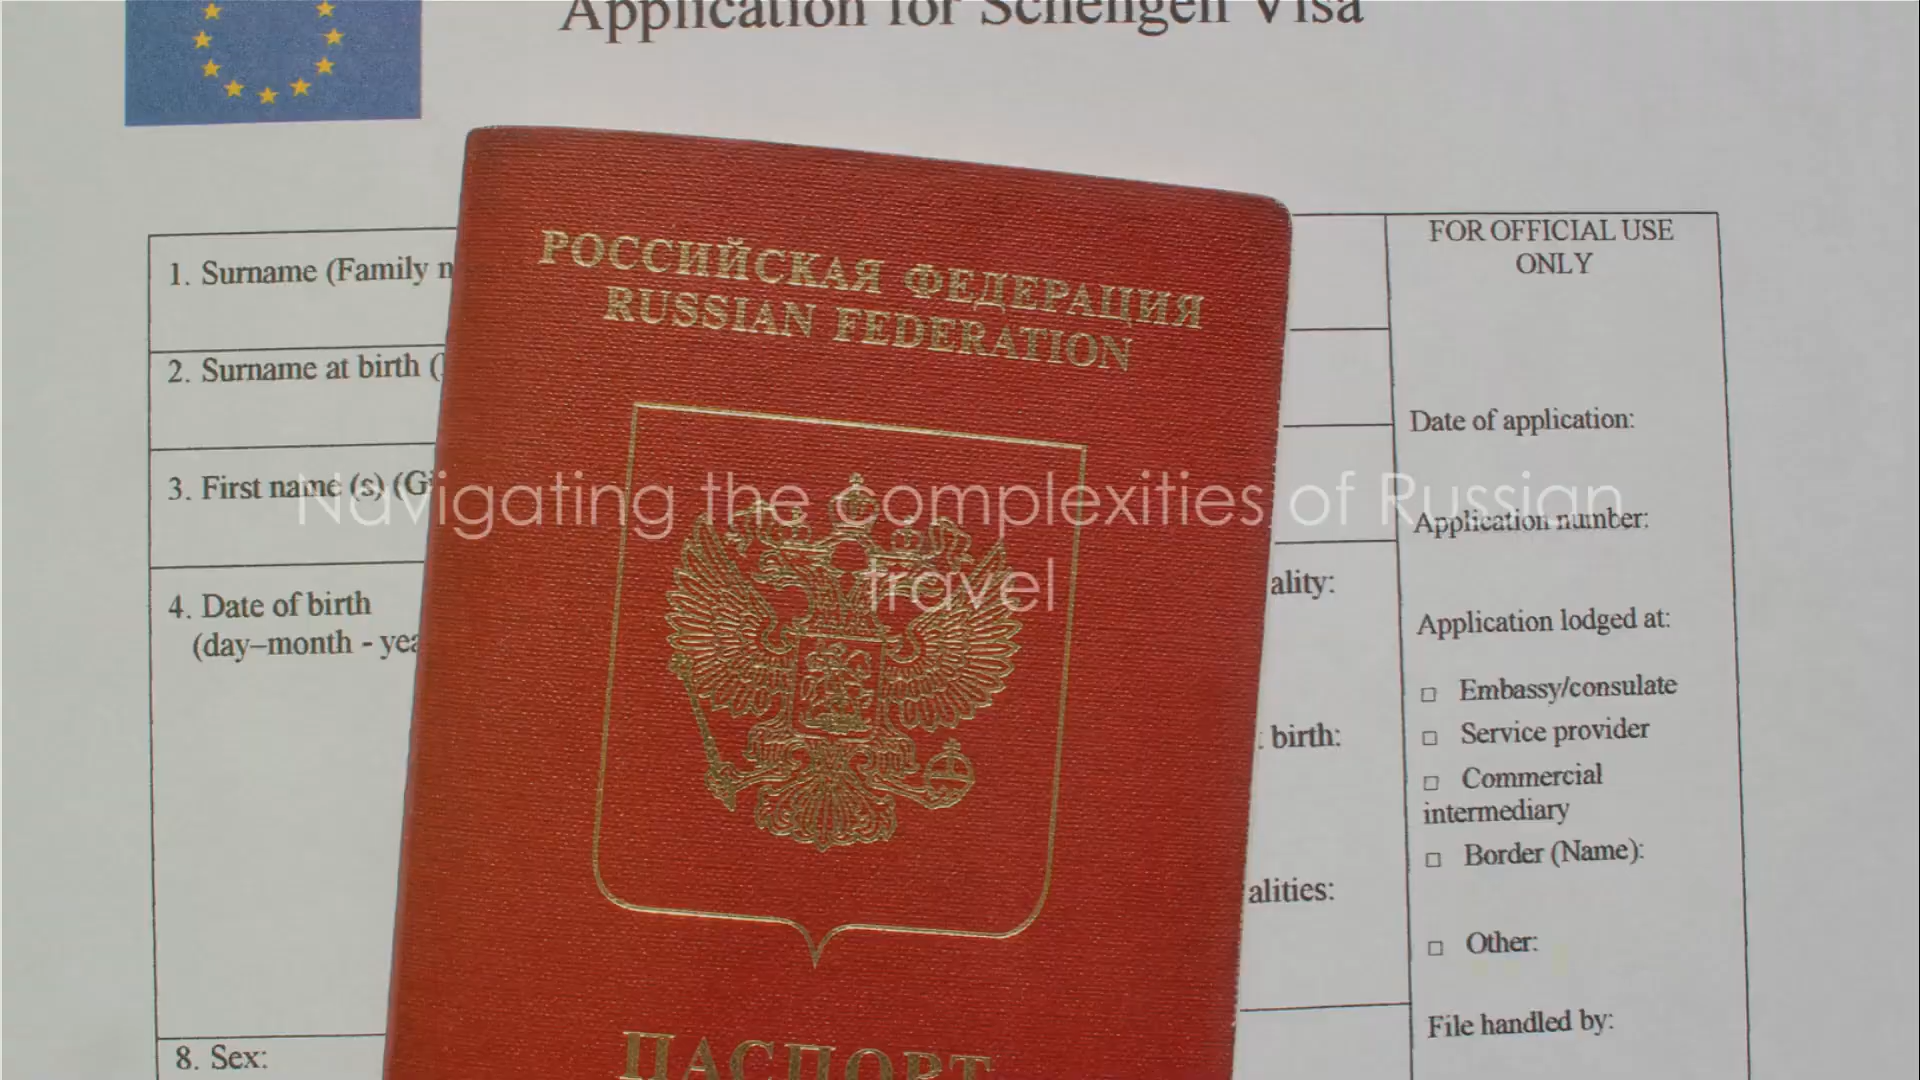 Application for Schengen Visa
РОССИЙСКАЯ ФЕДЕРАЦИЯ
RUSSIAN FEDERATION
ПАСПОРТ
Navigating the complexities of Russian
travel
1. Surname (Family n
2. Surname at birth (
3. First name (s) (Gi
4. Date of birth
(day–month - yea
8. Sex:
ality:
birth:
alities:
FOR OFFICIAL USE
ONLY
Date of application:
Application number:
Application lodged at:
□ Embassy/consulate
□ Service provider
□ Commercial
intermediary
□ Border (Name):
□ Other:
File handled by: